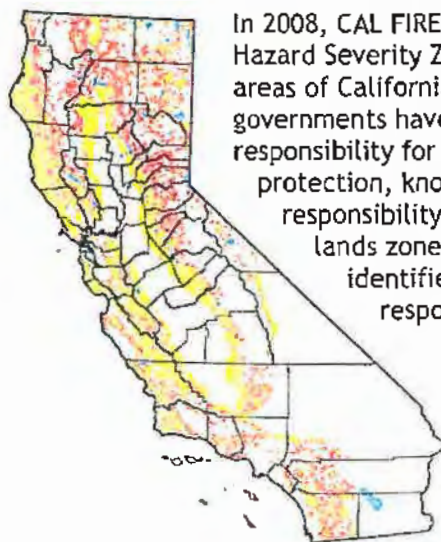 In 2008, CAL FIRE
Hazard Severity Z
areas of Californi
governments have
responsibility for
protection, kno
responsibility
lands zone
identifie
respo